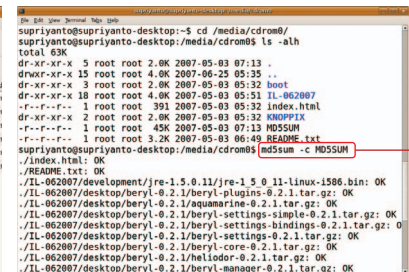 File Edit View Terminal Tabs Help
supriyanto@supriyanto-desktop:~$ cd /media/cdrom0/
supriyanto@supriyanto-desktop:/media/cdrom0$ ls -alh
total 63K
dr-xr-xr-x 5 root root 2.0K 2007-05-03 07:13 .
drwxr-xr-x 15 root root 4.0K 2007-06-25 05:35 ..
dr-xr-xr-x 3 root root 2.0K 2007-05-03 05:32 boot
dr-xr-xr-x 18 root root 4.0K 2007-05-03 05:51 IL-062007
-r--r--r-- 1 root root 391 2007-05-03 05:32 index.html
dr-xr-xr-x 2 root root 2.0K 2007-05-03 05:32 KNOPPIX
-r--r--r-- 1 root root 45K 2007-05-03 07:13 MD5SUM
-r--r--r-- 1 root root 3.2K 2007-05-03 06:49 README.txt
supriyanto@supriyanto-desktop:/media/cdrom0$ md5sum -c MD5SUM
./index.html: OK
./README.txt: OK
./IL-062007/development/jre-1.5.0.11/jre-1_5_0_11-linux-i586.bin: OK
./IL-062007/desktop/beryl-0.2.1/beryl-plugins-0.2.1.tar.gz: OK
./IL-062007/desktop/beryl-0.2.1/aquamarine-0.2.1.tar.gz: OK
./IL-062007/desktop/beryl-0.2.1/beryl-settings-simple-0.2.1.tar.gz: OK
./IL-062007/desktop/beryl-0.2.1/beryl-settings-bindings-0.2.1.tar.gz: O
./IL-062007/desktop/beryl-0.2.1/beryl-settings-0.2.1.tar.gz: OK
./IL-062007/desktop/beryl-0.2.1/beryl-core-0.2.1.tar.gz: OK
./IL-062007/desktop/beryl-0.2.1/heliodor-0.2.1.tar.gz: OK
./IL-062007/desktop/beryl-0.2.1/beryl-manager-0.2.1.tar.gz: OK